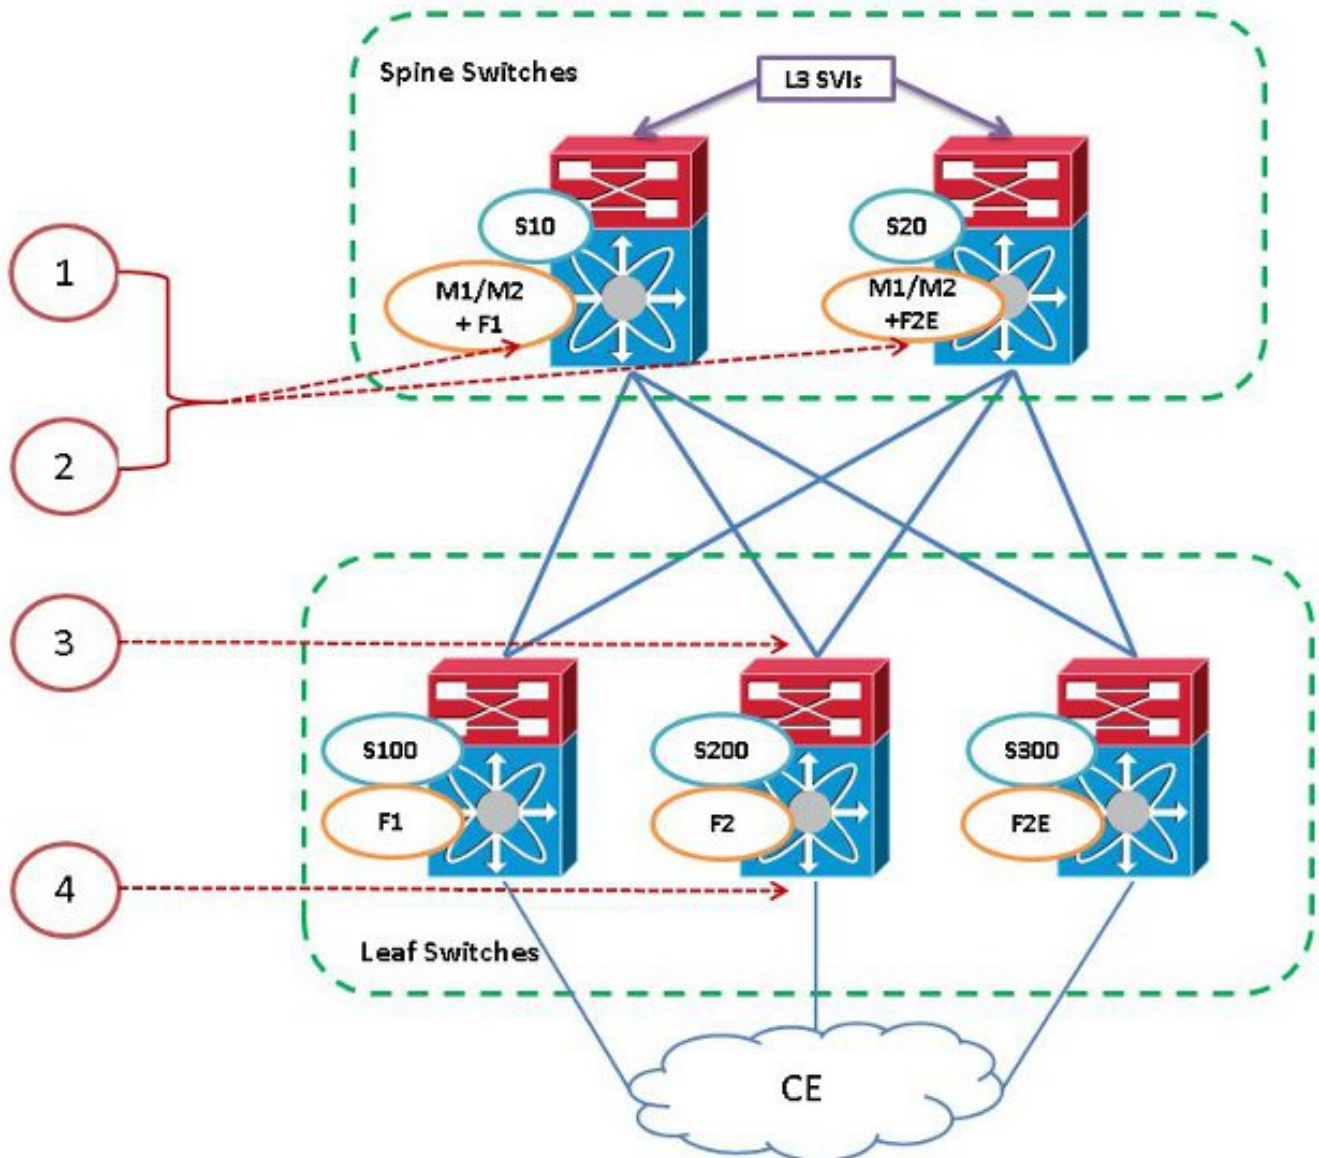 Spine Switches
L3 SVIs
S10
S20
1
M1/M2
+ F1
M1/M2
+F2E
2
3
S100
S200
S300
F1
F2
F2E
4
Leaf Switches
CE